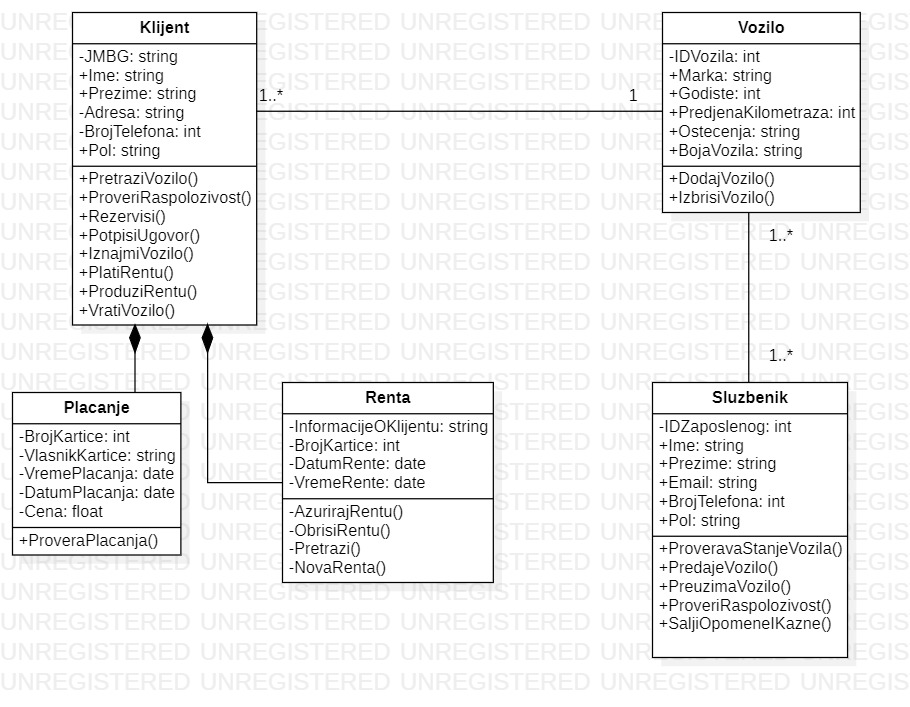 Klijent
-JMBG: string
+Ime: string
+Prezime: string
-Adresa: string
-BrojTelefona: int
+Pol: string
+PretraziVozilo()
+ProveriRaspolozivost()
+Rezervisi()
+PotpisiUgovor()
+IznajmiVozilo()
+PlatiRentu()
+ProduziRentu()
+VratiVozilo()
1..*
1
Vozilo
-IDVozila: int
+Marka: string
+Godiste: int
+PredjenaKilometraza: int
+Ostecenja: string
+BojaVozila: string
+DodajVozilo()
+IzbrisiVozilo()
1..*
1..*
Placanje
-BrojKartice: int
-VlasnikKartice: string
-VremePlacanja: date
-DatumPlacanja: date
-Cena: float
+ProveraPlacanja()
Renta
-InformacijeOKlijentu: string
-BrojKartice: int
-DatumRente: date
-VremeRente: date
-AzurirajRentu()
-ObrisiRentu()
-Pretrazi()
-NovaRenta()
Sluzbenik
-IDZaposlenog: int
+Ime: string
+Prezime: string
+Email: string
+BrojTelefona: int
+Pol: string
+ProveravaStanjeVozila()
+PredajeVozilo()
+PreuzimaVozilo()
+ProveriRaspolozivost()
+SaljiOpomeneIKazne()
UNREGISTERED